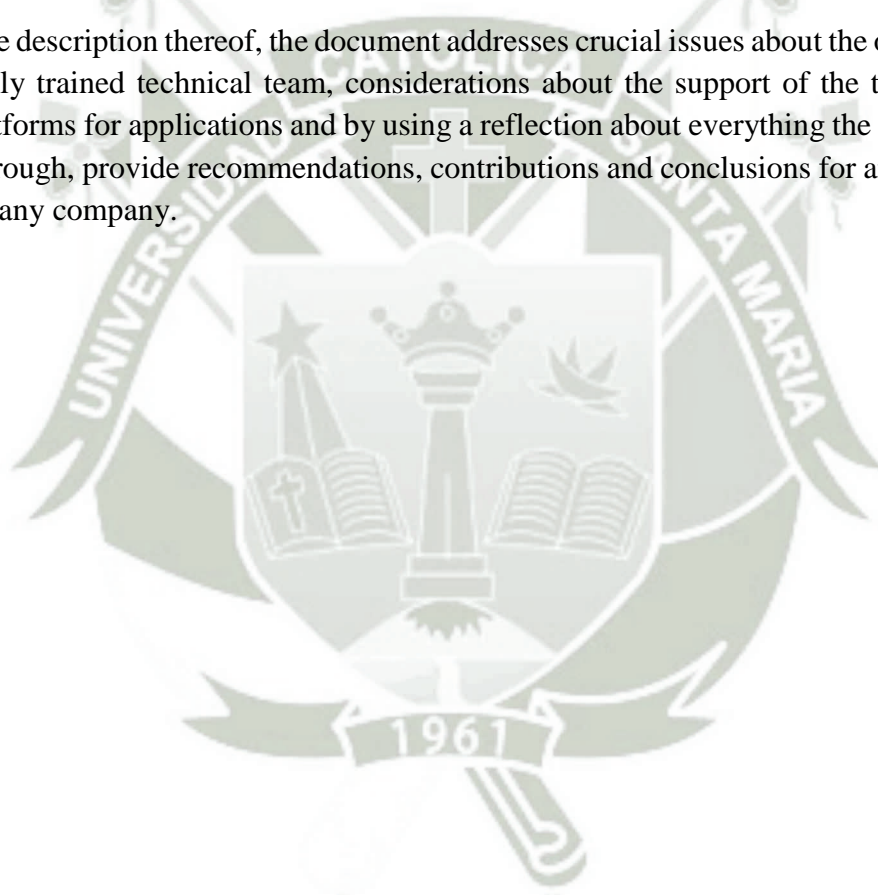 e description thereof, the document addresses crucial issues about the
ly trained technical team, considerations about the support of the
tforms for applications and by using a reflection about everything the
rough, provide recommendations, contributions and conclusions for
any company.
UNIVERSIDAD CATOLICA SANTA MARIA
1961